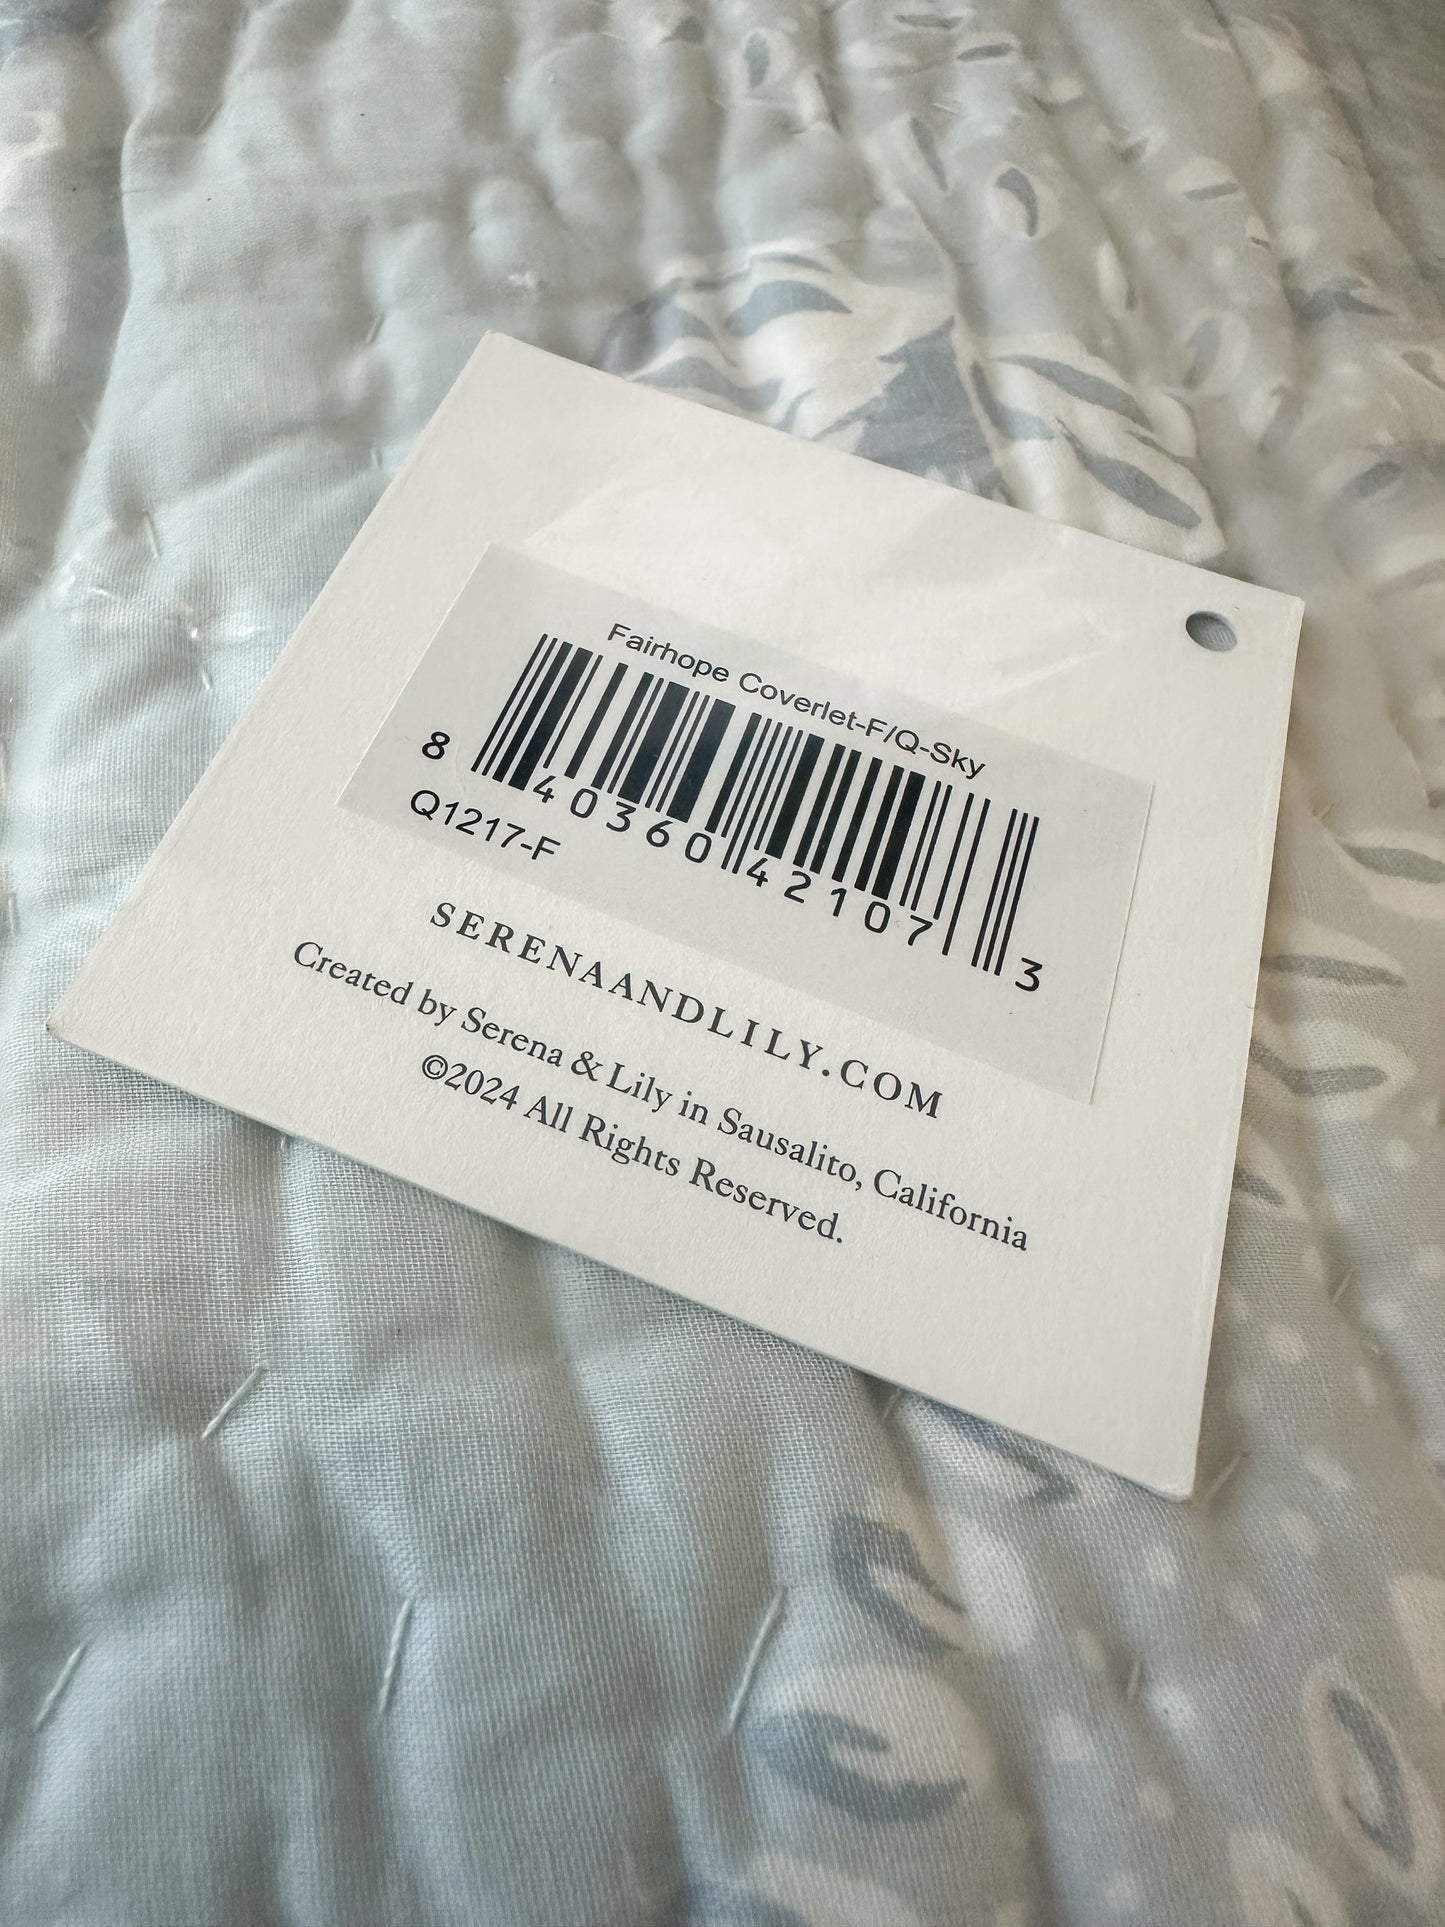 Fairhope Coverlet-F/Q-Sky
8 40360 42107 3
Q1217-F
SERENAANDLILY.COM
Created by Serena & Lily in Sausalito, California
©2024 All Rights Reserved.